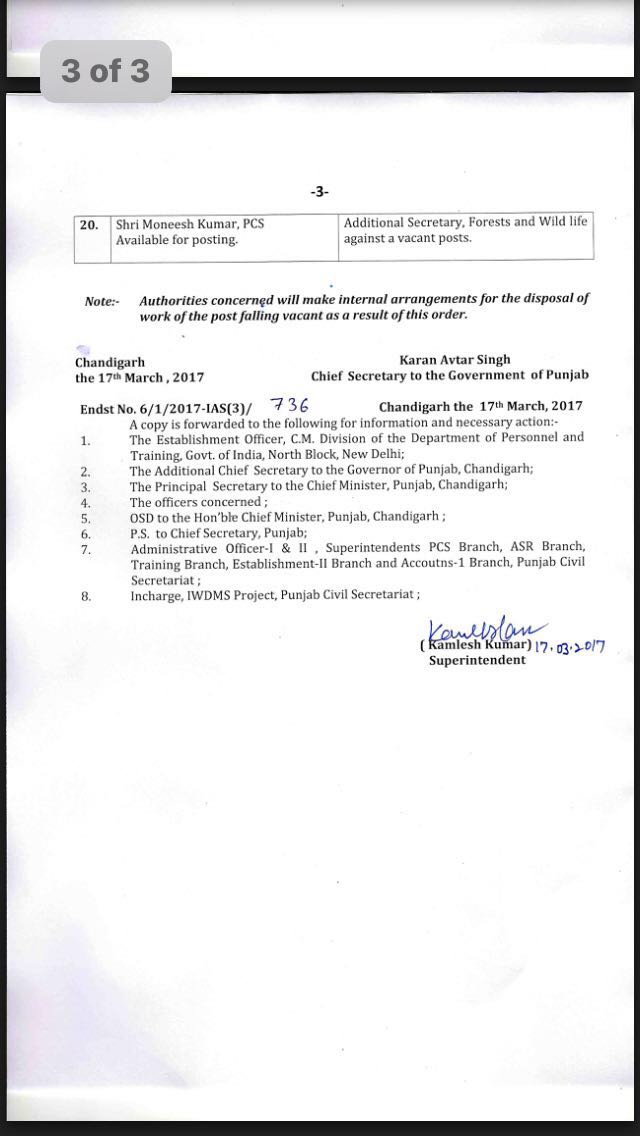 3 of 3
-3-
20. Shri Moneesh Kumar, PCS Additional Secretary, Forests and Wild life
Available for posting. against a vacant posts.
Note:- Authorities concerned will make internal arrangements for the disposal of
work of the post falling vacant as a result of this order.
Chandigarh Karan Avtar Singh
the 17th March , 2017 Chief Secretary to the Government of Punjab
Endst No. 6/1/2017-IAS(3)/ 736 Chandigarh the 17th March, 2017
A copy is forwarded to the following for information and necessary action:-
1. The Establishment Officer, C.M. Division of the Department of Personnel and
Training, Govt. of India, North Block, New Delhi;
2. The Additional Chief Secretary to the Governor of Punjab, Chandigarh;
3. The Principal Secretary to the Chief Minister, Punjab, Chandigarh;
4. The officers concerned ;
5. OSD to the Hon'ble Chief Minister, Punjab, Chandigarh ;
6. P.S. to Chief Secretary, Punjab;
7. Administrative Officer-I & II , Superintendents PCS Branch, ASR Branch,
Training Branch, Establishment-II Branch and Accoutns-1 Branch, Punjab Civil
Secretariat ;
8. Incharge, IWDMS Project, Punjab Civil Secretariat ;
( Kamlesh Kumar) 17.03.2017
Superintendent